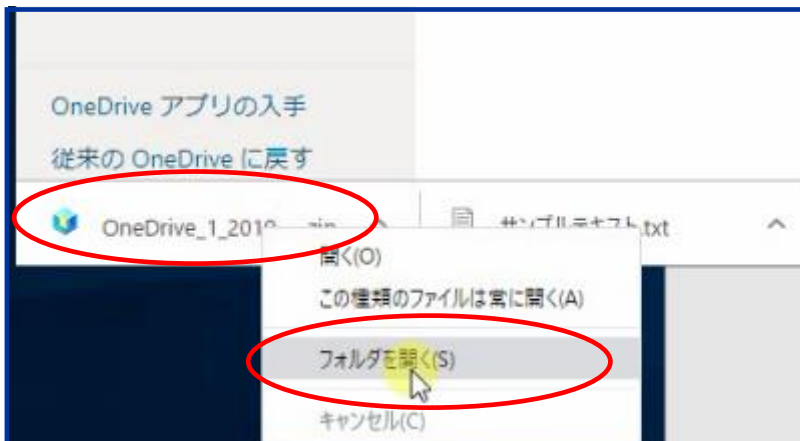 OneDrive アプリの入手
従来の OneDrive に戻す
OneDrive_1_2019 zip サンプルテキスト.txt
開く(O)
この種類のファイルは常に開く(A)
フォルダを開く(S)
キャンセル(C)